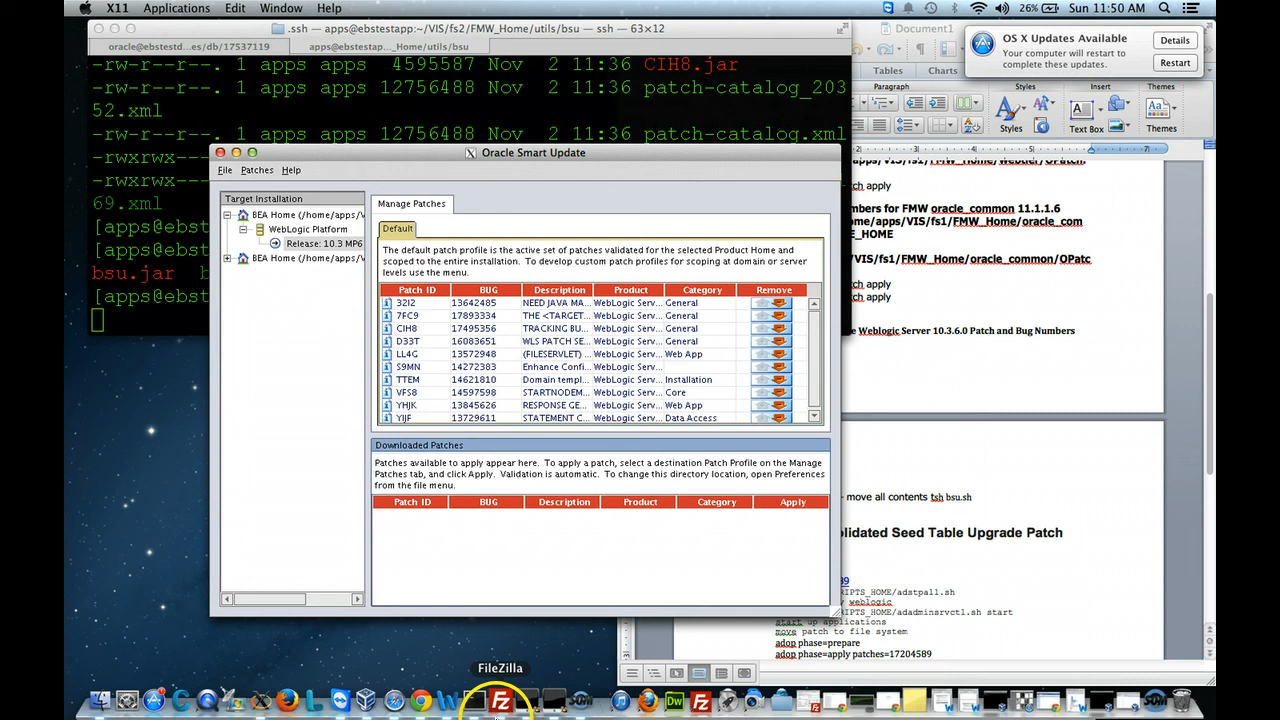 X11 Applications Edit Window Help
26% Sun 11:50 AM
.ssh — apps@ebstestapp:~/VIS/fs2/FMW_Home/utils/bsu — ssh — 63×12
oracle@ebstestd...es/db/17537119
apps@ebstestap..._Home/utils/bsu
-rw-r--r--. 1 apps apps 4595587 Nov 2 11:36 CIH8.jar
-rw-r--r--. 1 apps apps 12756488 Nov 2 11:36 patch-catalog_203
52.xml
-rw-r--r--. 1 apps apps 12756488 Nov 2 11:36 patch-catalog.xml
-rwxrwx
-rwxrwx
69.xml
[apps@ebst
[apps@ebst
bsu.jar b
[apps@ebst
Document1
OS X Updates Available
Your computer will restart to
complete these updates.
Details
Restart
Tables
Charts
Paragraph
Styles
Insert
Themes
Styles
Text Box
Themes
2 3 4 5 6 7
apps/VIS/fs1/FMW_Home/webtier/OPatch:
tch apply
mbers for FMW oracle_common 11.1.1.6
ome/apps/VIS/fs1/FMW_Home/oracle_com
E_HOME
/VIS/fs1/FMW_Home/oracle_common/OPatc
tch apply
tch apply
e Weblogic Server 10.3.6.0 Patch and Bug Numbers
- move all contents tsh bsu.sh
olidated Seed Table Upgrade Patch
89
RIPTS_HOME/adstpall.sh
y weblogic
RIPTS_HOME/adadminsrvctl.sh start
start up applications
move patch to file system
adop phase=prepare
adop phase=apply patches=17204589
Oracle Smart Update
File Patches Help
Target Installation
BEA Home (/home/apps/V
WebLogic Platform
Release: 10.3 MP6
BEA Home (/home/apps/V
Manage Patches
Default
The default patch profile is the active set of patches validated for the selected Product Home and
scoped to the entire installation. To develop custom patch profiles for scoping at domain or server
levels use the menu.
Patch ID BUG Description Product Category Remove
32I2 13642485 NEED JAVA MA... WebLogic Serv... General
7FC9 17893334 THE <TARGET... WebLogic Serv... General
CIH8 17495356 TRACKING BU... WebLogic Serv... General
D33T 16083651 WLS PATCH SE... WebLogic Serv... General
LL4G 13572948 (FILESERVLET) ... WebLogic Serv... Web App
S9MN 14272383 Enhance Confi... WebLogic Serv...
TTEM 14621810 Domain templ... WebLogic Serv... Installation
VFS8 14597598 STARTNODEM... WebLogic Serv... Core
YHJK 13845626 RESPONSE GE... WebLogic Serv... Web App
YIJF 13729611 STATEMENT C... WebLogic Serv... Data Access
Downloaded Patches
Patches available to apply appear here. To apply a patch, select a destination Patch Profile on the Manage
Patches tab, and click Apply. Validation is automatic. To change this directory location, open Preferences
from the file menu.
Patch ID BUG Description Product Category Apply
FileZilla